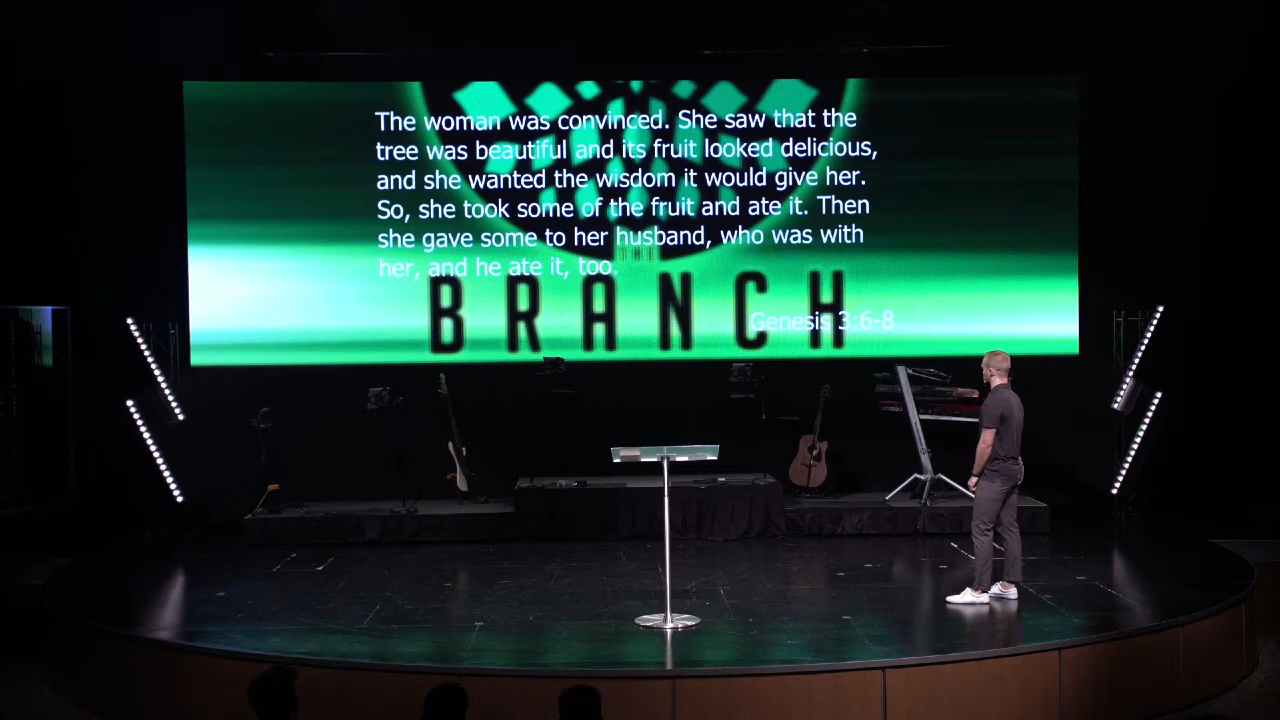 The woman was convinced. She saw that the
tree was beautiful and its fruit looked delicious,
and she wanted the wisdom it would give her.
So, she took some of the fruit and ate it. Then
she gave some to her husband, who was with
her, and he ate it, too.
THE
BRANCH
Genesis 3:6-8